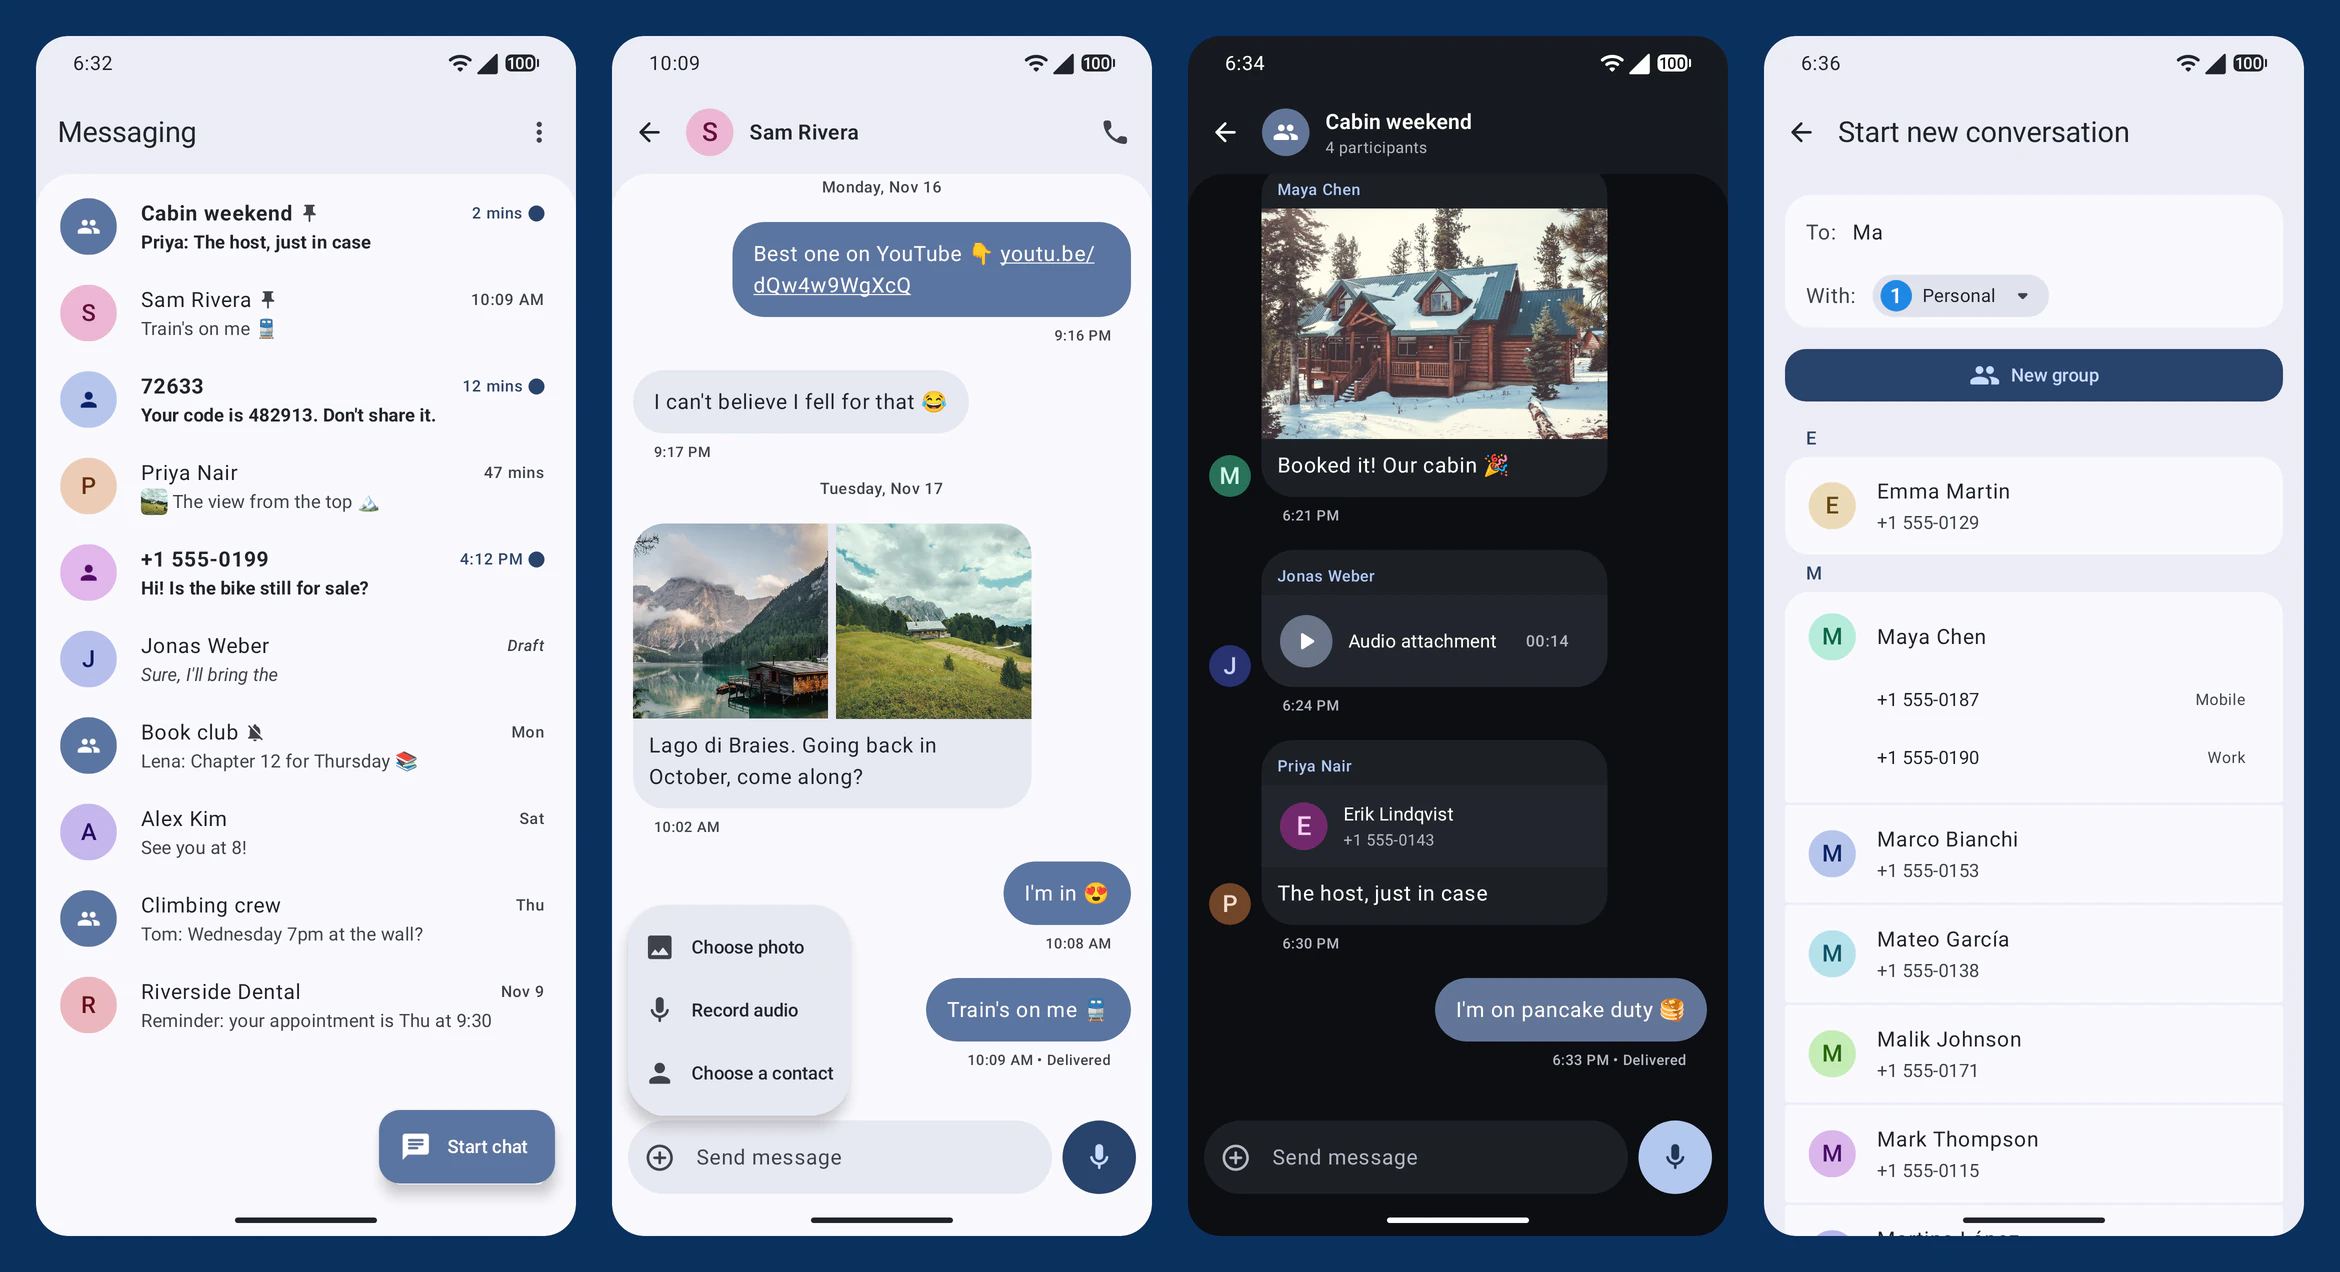 6:32
100
Messaging
Cabin weekend
2 mins
Priya: The host, just in case
Sam Rivera
10:09 AM
Train's on me 🚆
72633
12 mins
Your code is 482913. Don't share it.
Priya Nair
47 mins
The view from the top 🏔️
+1 555-0199
4:12 PM
Hi! Is the bike still for sale?
Jonas Weber
Draft
Sure, I'll bring the
Book club
Mon
Lena: Chapter 12 for Thursday 📚
Alex Kim
Sat
See you at 8!
Climbing crew
Thu
Tom: Wednesday 7pm at the wall?
Riverside Dental
Nov 9
Reminder: your appointment is Thu at 9:30
S
P
J
A
R
Start chat
10:09
100
S
Sam Rivera
Monday, Nov 16
Best one on YouTube 👇 youtu.be/
dQw4w9WgXcQ
9:16 PM
I can't believe I fell for that 😂
9:17 PM
Tuesday, Nov 17
Lago di Braies. Going back in
October, come along?
10:02 AM
I'm in 😍
10:08 AM
Train's on me 🚆
10:09 AM • Delivered
Choose photo
Record audio
Choose a contact
Send message
6:34
100
Cabin weekend
4 participants
Maya Chen
Booked it! Our cabin 🎉
M
6:21 PM
Jonas Weber
Audio attachment
00:14
J
6:24 PM
Priya Nair
E
Erik Lindqvist
+1 555-0143
The host, just in case
P
6:30 PM
I'm on pancake duty 🥞
6:33 PM • Delivered
Send message
6:36
100
Start new conversation
To: Ma
With: 1 Personal
New group
E
E
Emma Martin
+1 555-0129
M
M
Maya Chen
+1 555-0187
Mobile
+1 555-0190
Work
M
Marco Bianchi
+1 555-0153
M
Mateo García
+1 555-0138
M
Malik Johnson
+1 555-0171
M
Mark Thompson
+1 555-0115